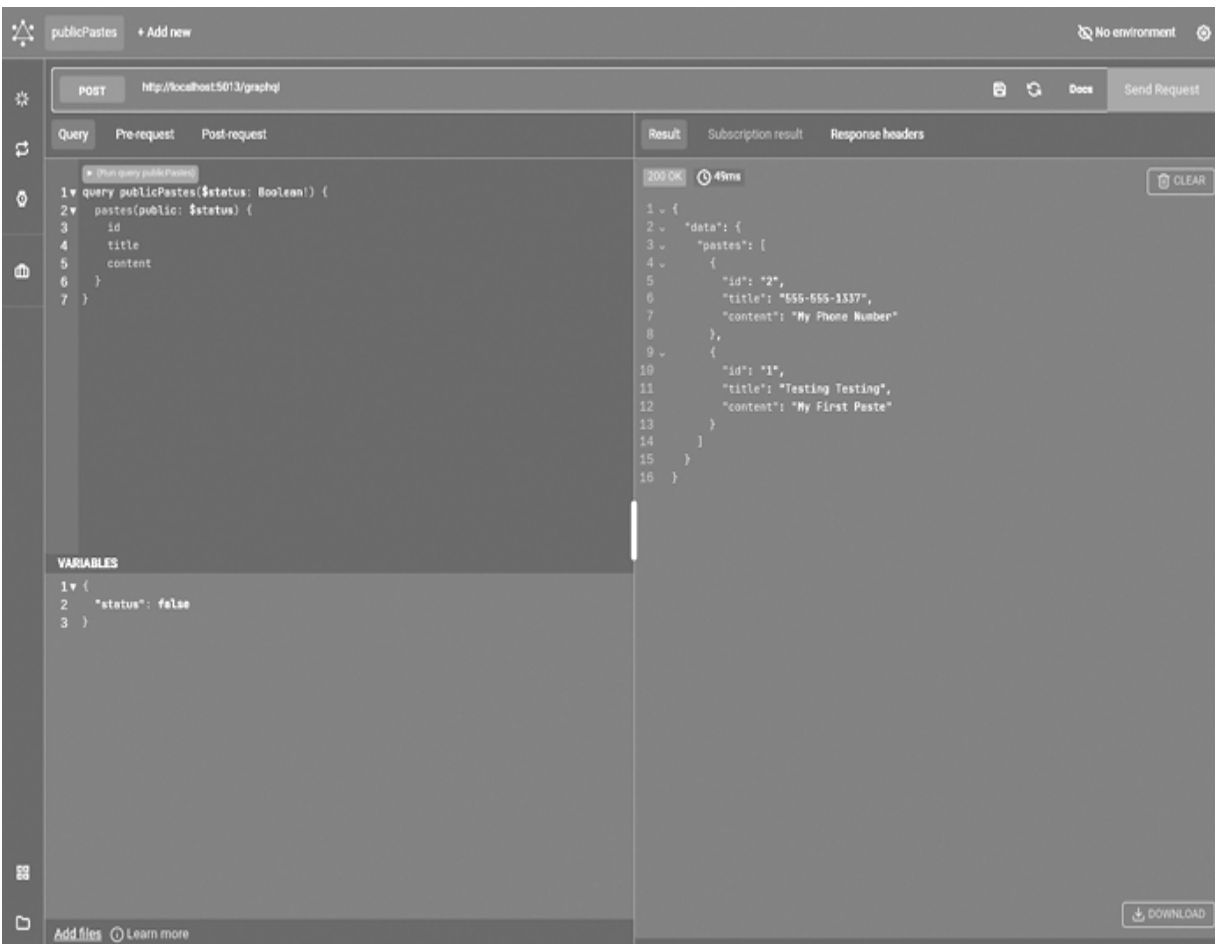 publicPastes + Add new No environment
POST http://localhost:5013/graphql Docs Send Request
Query Pre-request Post-request
(Run query publicPastes)
1 query publicPastes($status: Boolean!) {
2 pastes(public: $status) {
3 id
4 title
5 content
6 }
7 }
VARIABLES
1 {
2 "status": false
3 }
Add files Learn more
Result Subscription result Response headers
200 OK 49ms CLEAR
1 {
2 "data": {
3 "pastes": [
4 {
5 "id": "2",
6 "title": "555-555-1337",
7 "content": "My Phone Number"
8 },
9 {
10 "id": "1",
11 "title": "Testing Testing",
12 "content": "My First Paste"
13 }
14 ]
15 }
16 }
DOWNLOAD